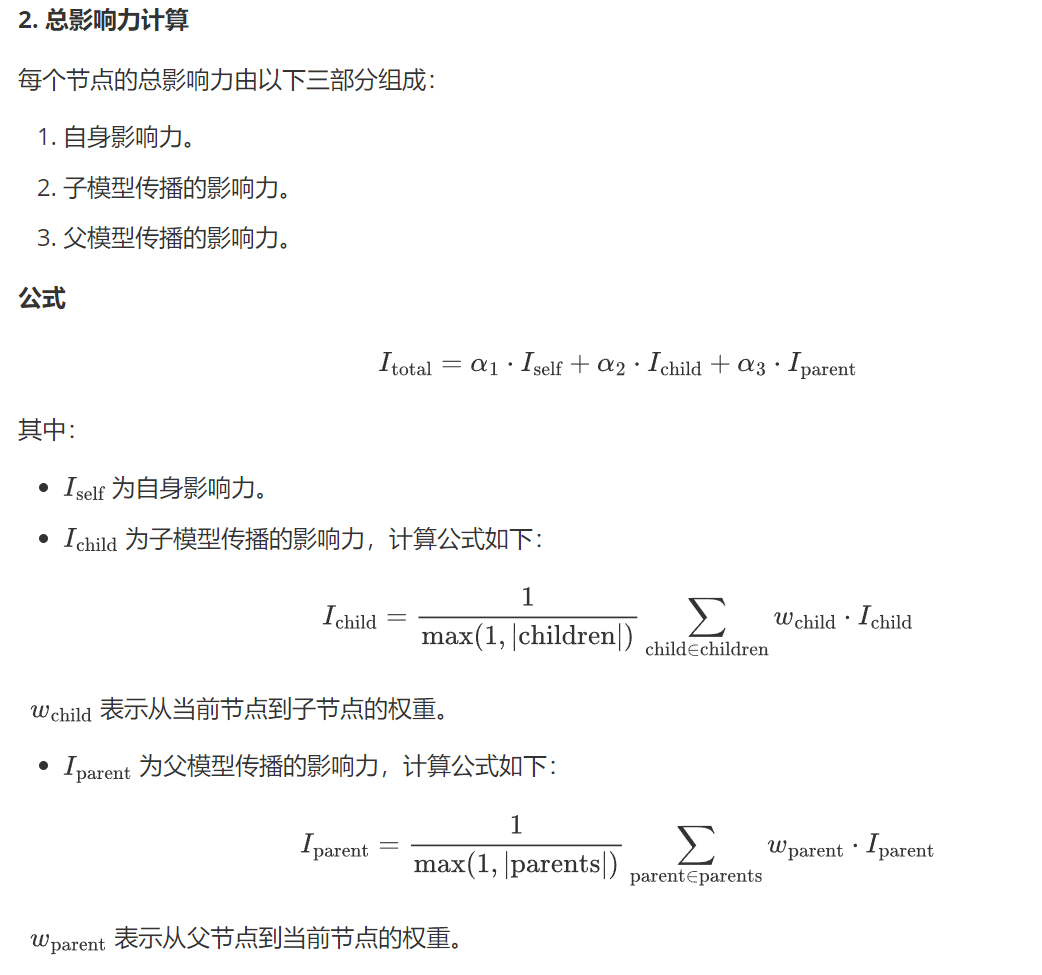 2. 总影响力计算
每个节点的总影响力由以下三部分组成：
1. 自身影响力。
2. 子模型传播的影响力。
3. 父模型传播的影响力。
公式
I_total = α_1 · I_self + α_2 · I_child + α_3 · I_parent
其中：
• I_self 为自身影响力。
• I_child 为子模型传播的影响力，计算公式如下：
I_child = \frac{1}{max(1, |children|)} ∑_{child∈children} w_child · I_child
w_child 表示从当前节点到子节点的权重。
• I_parent 为父模型传播的影响力，计算公式如下：
I_parent = \frac{1}{max(1, |parents|)} ∑_{parent∈parents} w_parent · I_parent
w_parent 表示从父节点到当前节点的权重。